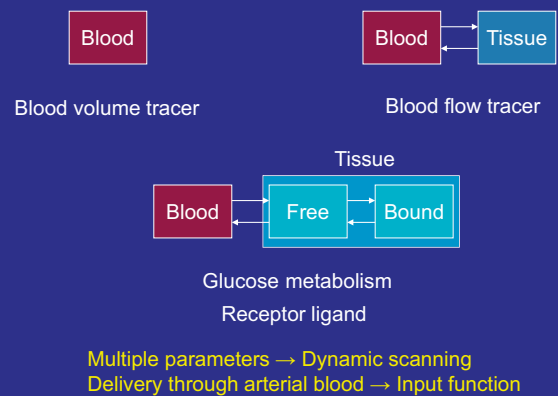 Blood
Blood Tissue
Blood volume tracer
Blood flow tracer
Tissue
Blood Free Bound
Glucose metabolism
Receptor ligand
Multiple parameters → Dynamic scanning
Delivery through arterial blood → Input function